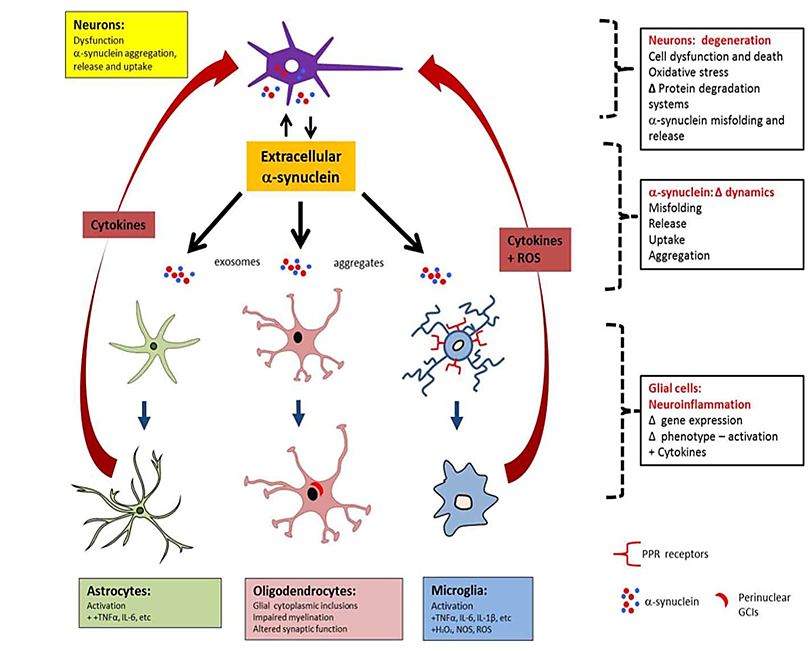 Neurons:
Dysfunction
α-synuclein aggregation,
release and uptake
Extracellular
α-synuclein
Cytokines
Cytokines
+ ROS
exosomes
aggregates
Astrocytes:
Activation
+ +TNFα, IL-6, etc
Oligodendrocytes:
Glial cytoplasmic inclusions
Impaired myelination
Altered synaptic function
Microglia:
Activation
+TNFα, IL-6, IL-1β, etc
+H₂O₂, NOS, ROS
Neurons: degeneration
Cell dysfunction and death
Oxidative stress
Δ Protein degradation
systems
α-synuclein misfolding and
release
α-synuclein: Δ dynamics
Misfolding
Release
Uptake
Aggregation
Glial cells:
Neuroinflammation
Δ gene expression
Δ phenotype – activation
+ Cytokines
PPR receptors
α-synuclein
Perinuclear
GCIs